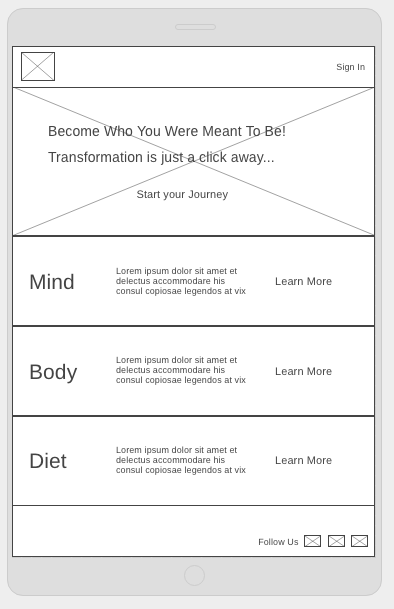 Sign In
Become Who You Were Meant To Be!
Transformation is just a click away...
Start your Journey
Mind
Lorem ipsum dolor sit amet et
delectus accommodare his
consul copiosae legendos at vix
Learn More
Body
Lorem ipsum dolor sit amet et
delectus accommodare his
consul copiosae legendos at vix
Learn More
Diet
Lorem ipsum dolor sit amet et
delectus accommodare his
consul copiosae legendos at vix
Learn More
Follow Us